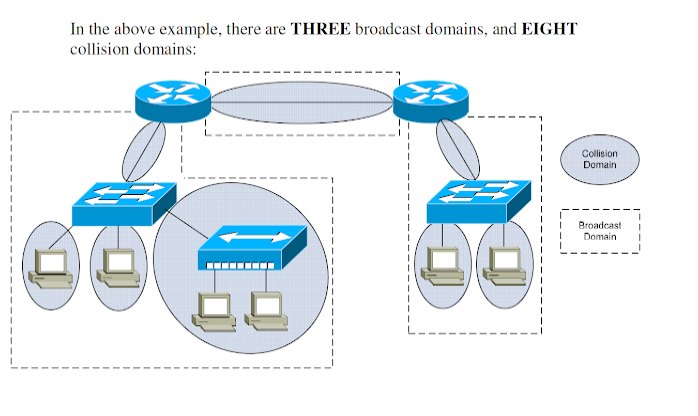 In the above example, there are THREE broadcast domains, and EIGHT
collision domains:
Collision
Domain
Broadcast
Domain